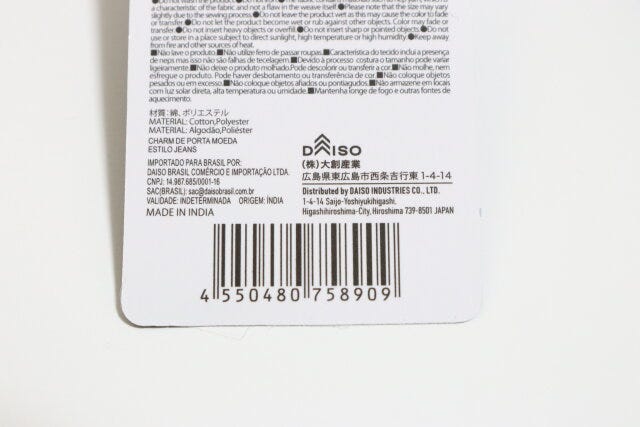 a characteristic of the fabric and not a flaw in the weave itself. ●Product size may vary
slightly due to the sewing process.●Do not leave the product wet as this may cause the color to fade
or transfer.●Do not let the product become wet or rub against other objects. Color may fade or
transfer.●Do not insert heavy objects or overfill.●Do not insert sharp or pointed objects.●Do not
use or store in a place subject to direct sunlight, high temperature or high humidity.●Keep away
from fire and other sources of heat.
■Não lave o produto.■Não utilize ferro de passar roupas.■Característica do tecido inclui a presença
de neps mas isso não são falhas de tecelagem.■Devido à processo costura o tamanho pode variar
ligeiramente.■Não deixe o produto molhado.Pode descolorir ou transferir a cor.■Não molhe, nem
esfregue o produto. Pode haver desbotamento ou transferência de cor.■Não coloque objetos
pesados ou em excesso.■Não coloque objetos afiados ou pontiagudos.■Não armazene em locais
com luz solar direta, alta temperatura ou umidade.■Mantenha longe de fogo e outras fontes de
aquecimento.
材質:綿、ポリエステル
MATERIAL: Cotton,Polyester
MATERIAL: Algodão,Poliéster
CHARM DE PORTA MOEDA
ESTILO JEANS
IMPORTADO PARA BRASIL POR:
DAISO BRASIL COMÉRCIO E IMPORTAÇÃO LTDA.
CNPJ: 14.987.685/0001-16
SAC(BRASIL): sac@daisobrasil.com.br
VALIDADE: INDETERMINADA ORIGEM: ÍNDIA
MADE IN INDIA
DAISO
(株)大創産業
広島県東広島市西条吉行東1-4-14
Distributed by DAISO INDUSTRIES CO., LTD.
1-4-14 Saijo-Yoshiyukihigashi,
Higashihiroshima-City, Hiroshima 739-8501 JAPAN
4 550480 758909